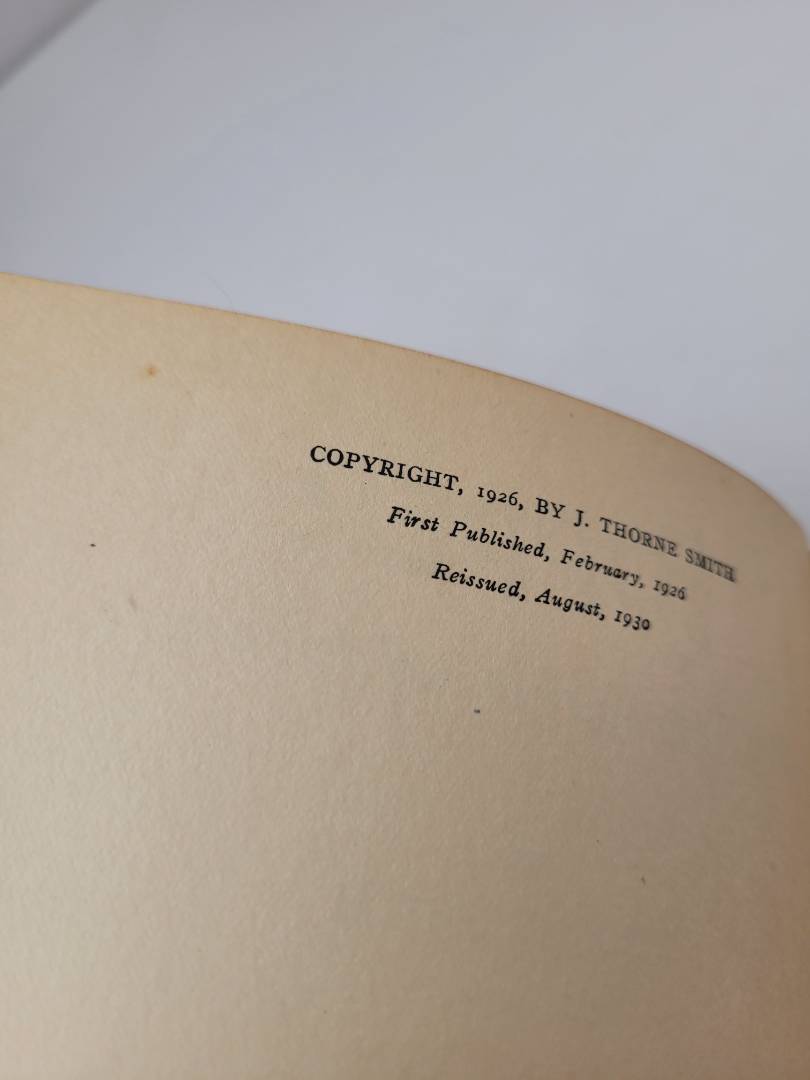 COPYRIGHT, 1926, BY J. THORNE SMITH
First Published, February, 1926
Reissued, August, 1930